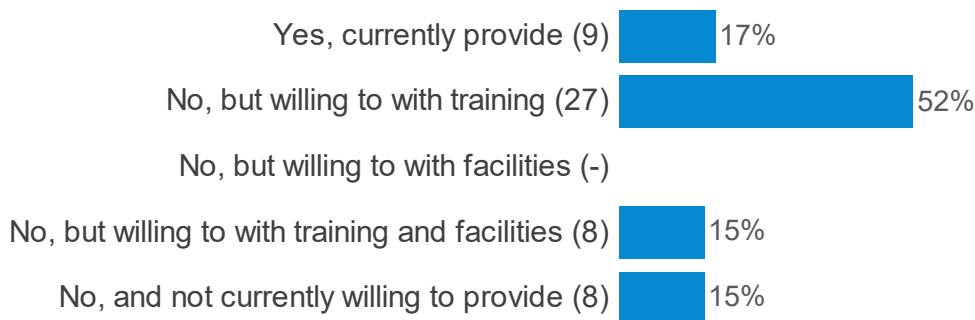 Yes, currently provide (9) 17%
No, but willing to with training (27) 52%
No, but willing to with facilities (-)
No, but willing to with training and facilities (8) 15%
No, and not currently willing to provide (8) 15%